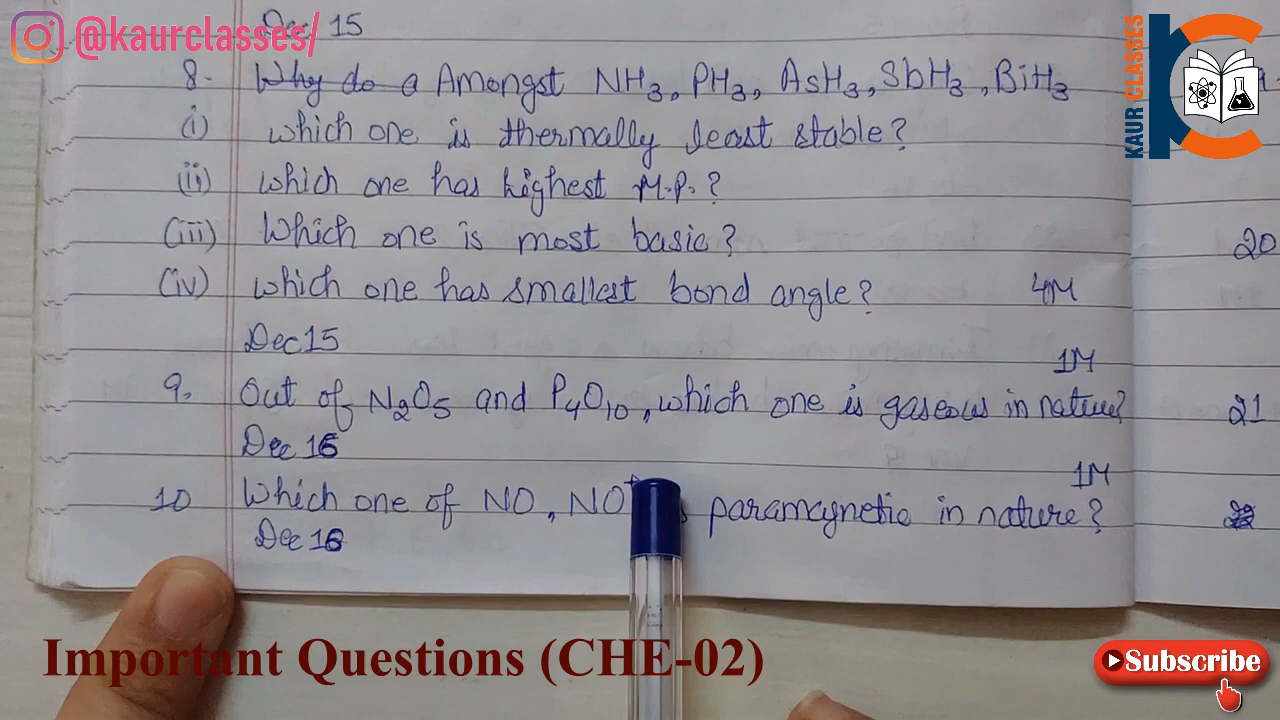 @kaurclasses/
Dec 15
KAUR CLASSES
8. Why do a Amongst NH3, PH3, AsH3, SbH3, BiH3
(i) which one is thermally least stable?
(ii) which one has highest M.P.?
(iii) Which one is most basic?
20
(iv) which one has smallest bond angle? 4M
Dec 15
1M
9. Out of N2O5 and P4O10, which one is gaseous in nature?
21
Dec 16
1M
10 Which one of NO, NO+ paramagnetic in nature?
Dec 16
Important Questions (CHE-02)
Subscribe